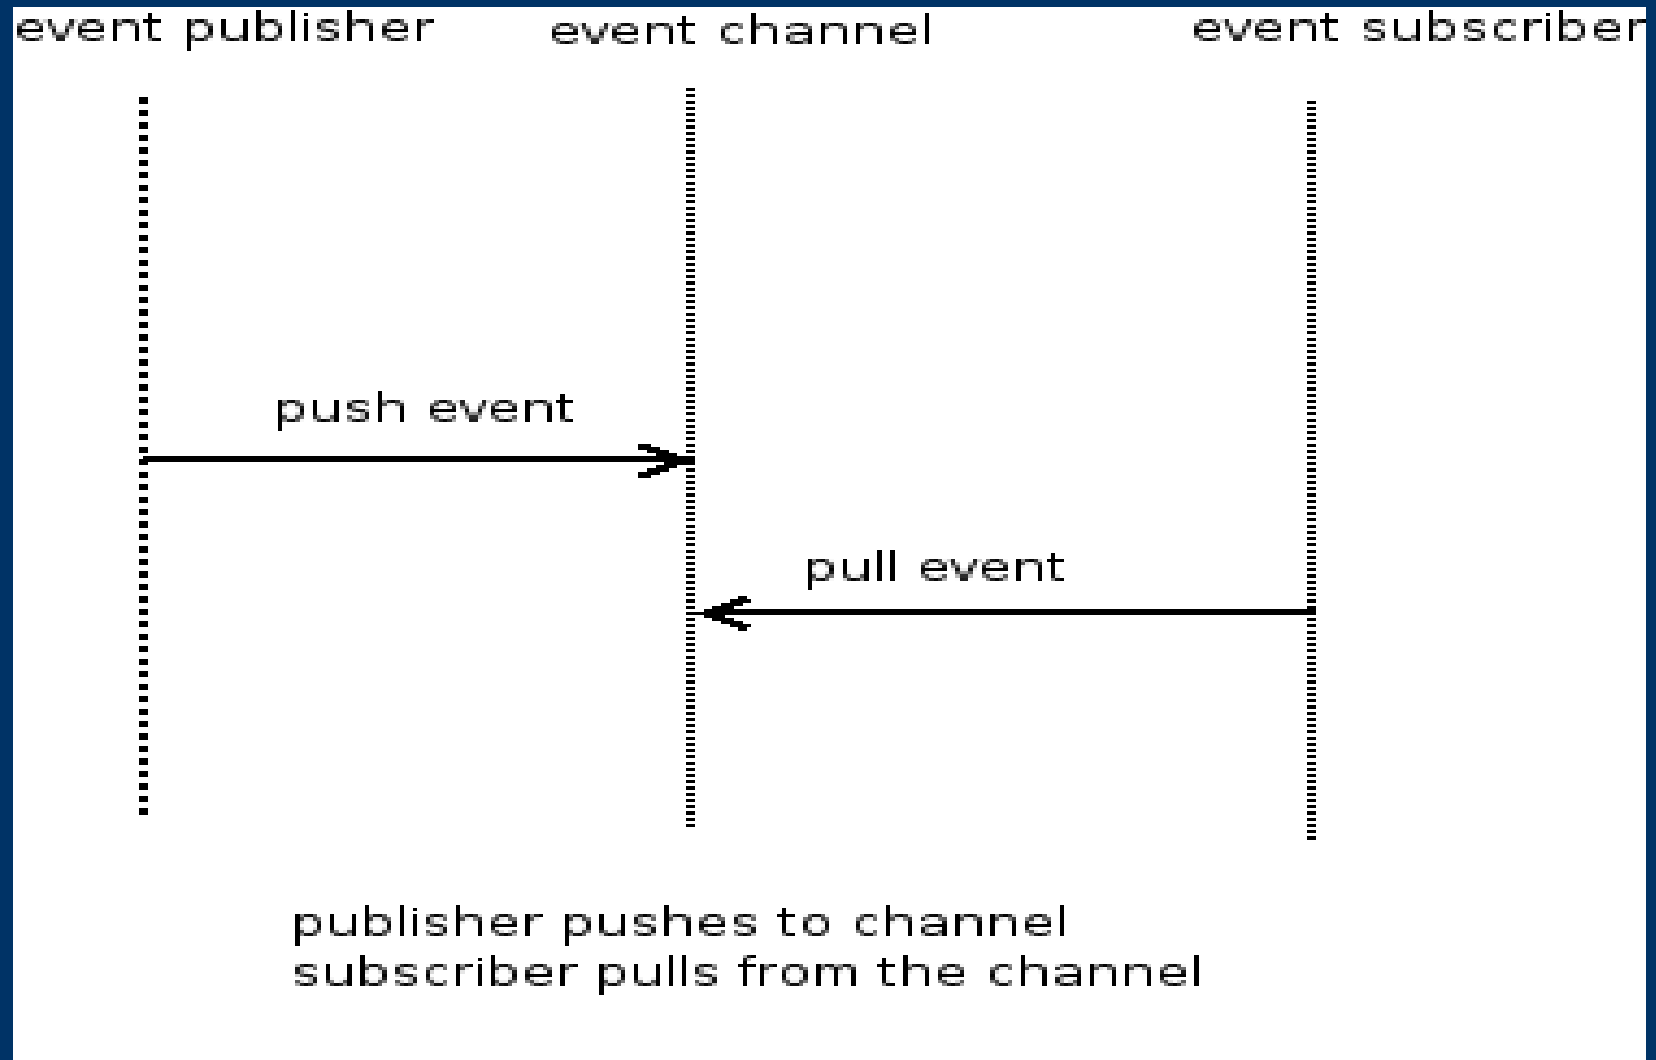 event publisher
event channel
event subscriber
push event
pull event
publisher pushes to channel
subscriber pulls from the channel